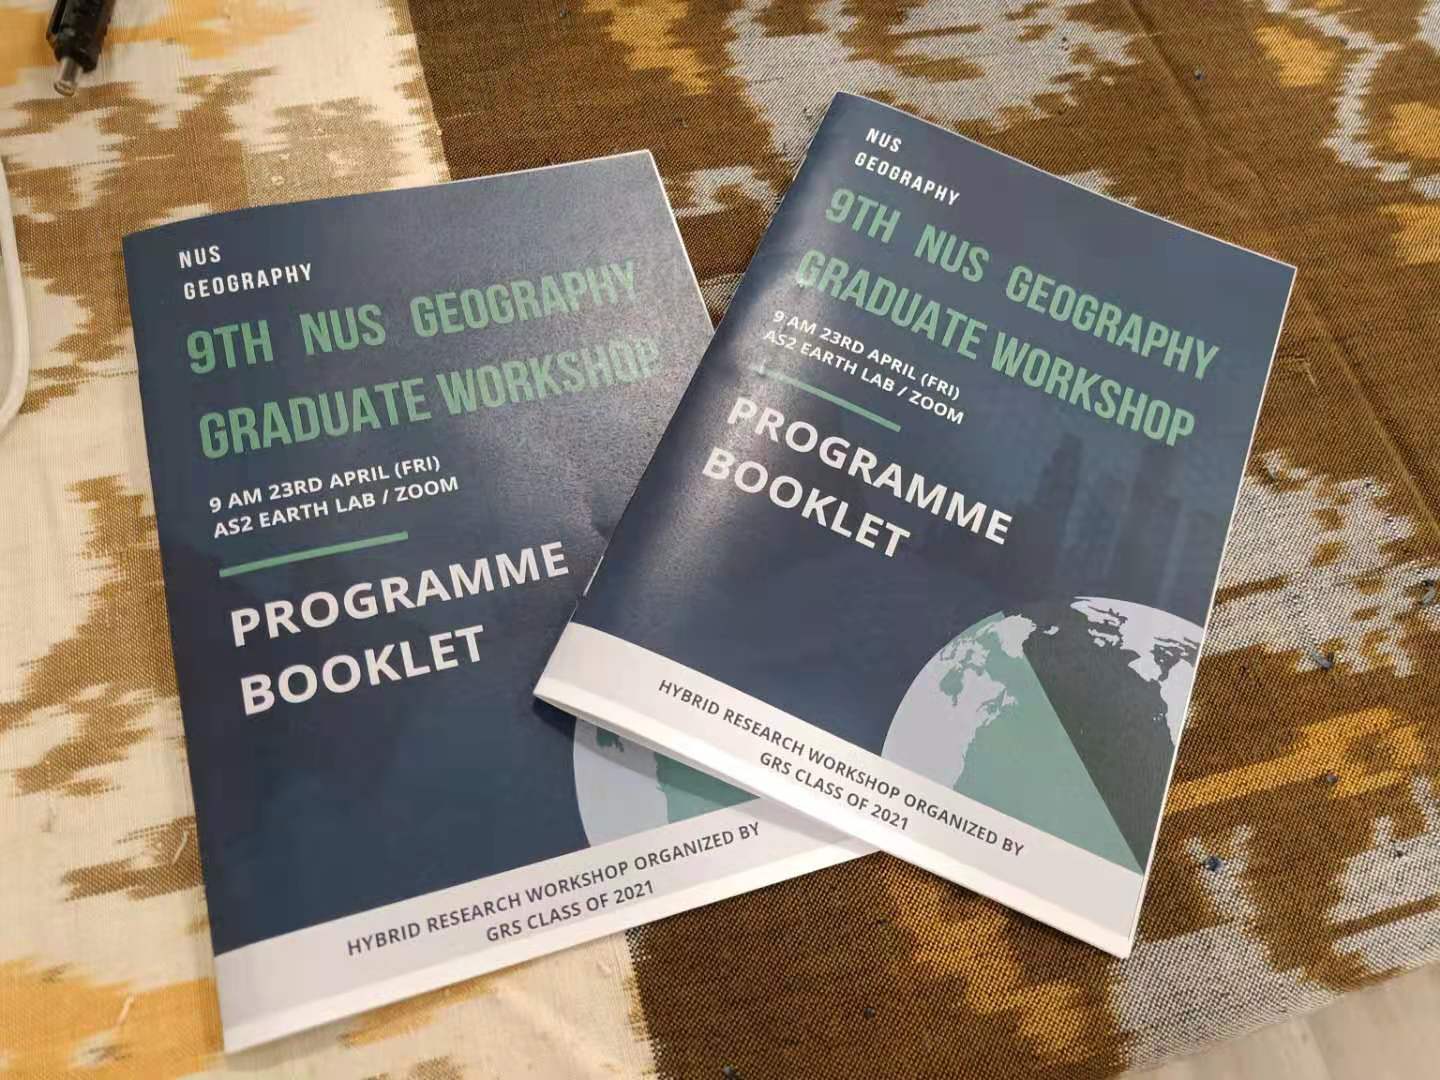 NUS
GEOGRAPHY
9TH NUS GEOGRAPHY
GRADUATE WORKSHOP
9 AM 23RD APRIL (FRI)
AS2 EARTH LAB / ZOOM
PROGRAMME
BOOKLET
HYBRID RESEARCH WORKSHOP ORGANIZED BY
GRS CLASS OF 2021
NUS
GEOGRAPHY
9TH NUS GEOGRAPHY
GRADUATE WORKSHOP
9 AM 23RD APRIL (FRI)
AS2 EARTH LAB / ZOOM
PROGRAMME
BOOKLET
HYBRID RESEARCH WORKSHOP ORGANIZED BY
GRS CLASS OF 2021